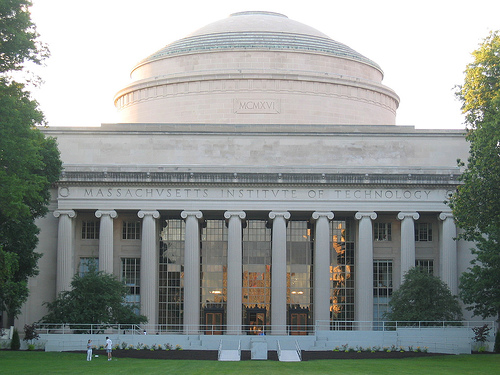 MCMXVI
MASSACHVSETTS INSTITVTE OF TECHNOLOGY